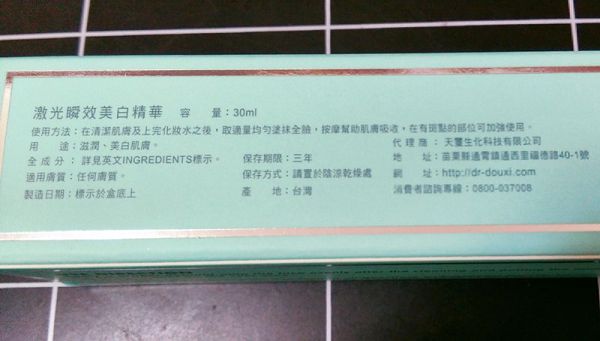 激光瞬效美白精華 容 量：30ml
使用方法：在清潔肌膚及上完化妝水之後，取適量均勻塗抹全臉，按摩幫助肌膚吸收，在有斑點的部位可加強使用。
用 途：滋潤、美白肌膚。 代 理 商：天璽生化科技有限公司
全 成 分：詳見英文INGREDIENTS標示。 保存期限：三年 地 址：苗栗縣通霄鎮通西里福德路40-1號
適用膚質：任何膚質。 保存方式：請置於陰涼乾燥處 網 址：http://dr-douxi.com
製造日期：標示於盒底上 產 地：台灣 消費者諮詢專線：0800-037008